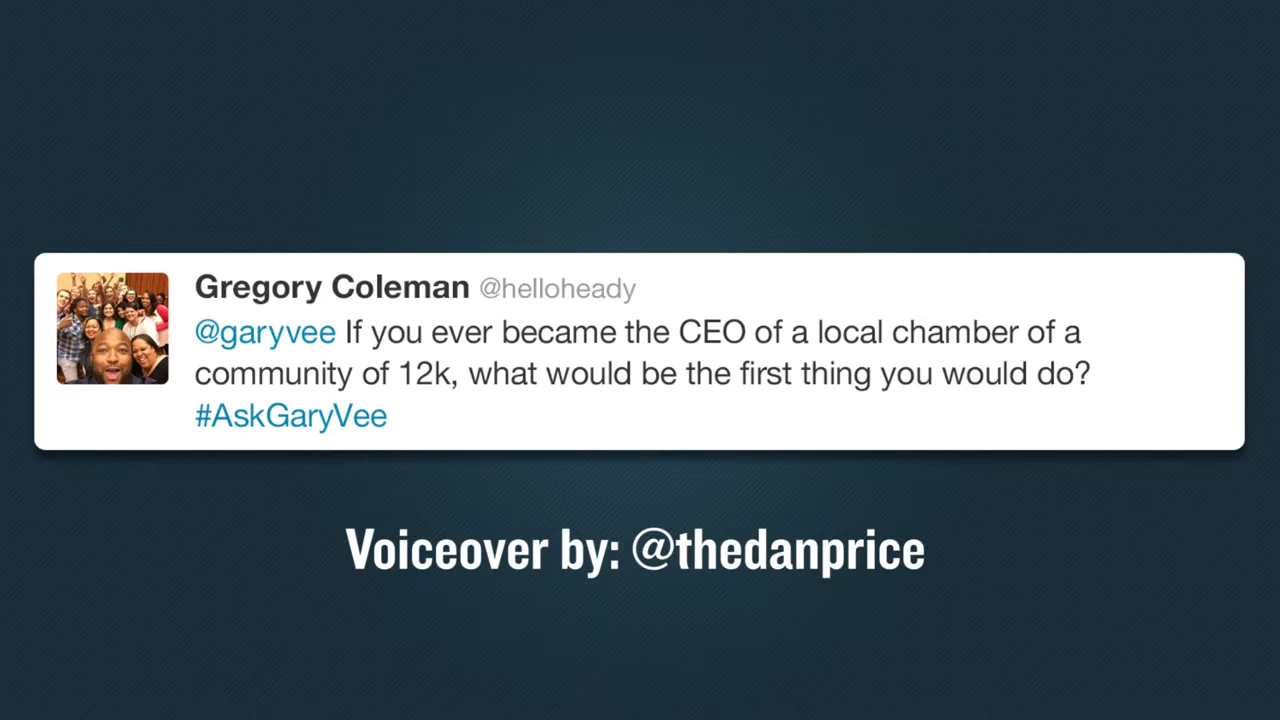 Gregory Coleman @helloheady
@garyvee If you ever became the CEO of a local chamber of a
community of 12k, what would be the first thing you would do?
#AskGaryVee
Voiceover by: @thedanprice